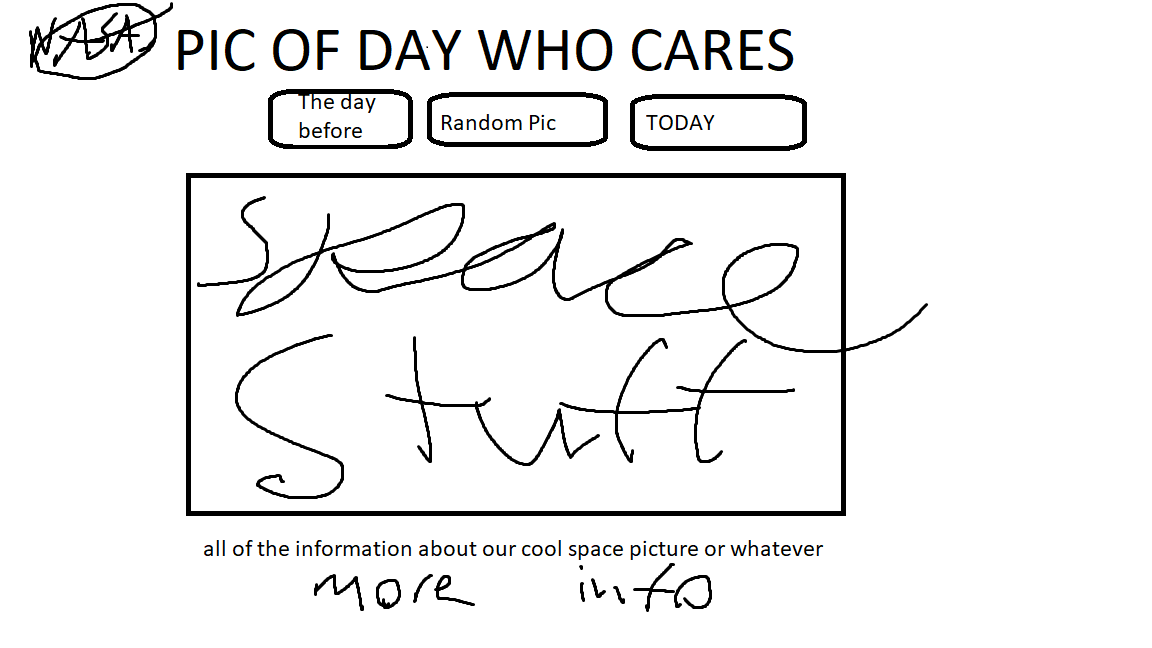 NASA PIC OF DAY WHO CARES
The day
before
Random Pic
TODAY
space
stuff
all of the information about our cool space picture or whatever
more info